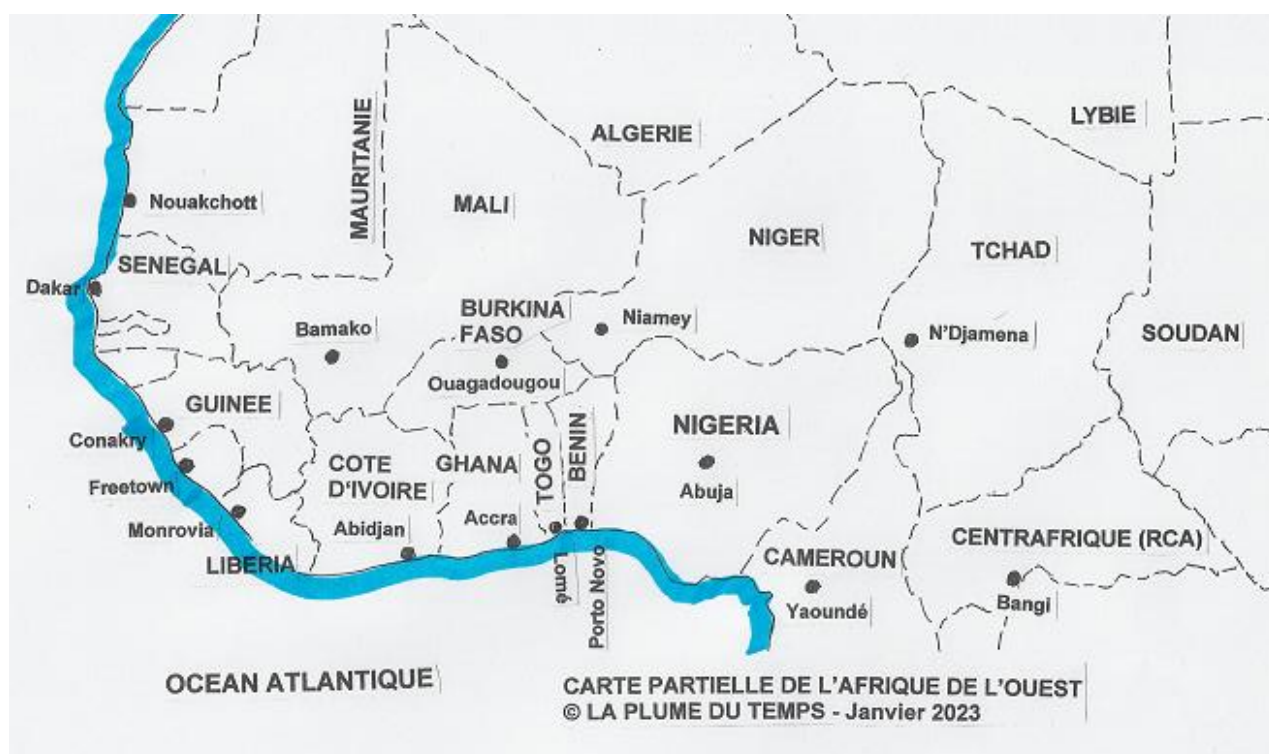 LYBIE
ALGERIE
MAURITANIE
Nouakchott
MALI
NIGER
TCHAD
SENEGAL
Dakar
BURKINA
FASO
Niamey
Bamako
N'Djamena
SOUDAN
Ouagadougou
GUINEE
NIGERIA
BENIN
Conakry
COTE
D'IVOIRE
GHANA
TOGO
Freetown
Abuja
Monrovia
Abidjan
Accra
LIBERIA
Lomé
Porto Novo
CAMEROUN
CENTRAFRIQUE (RCA)
Yaoundé
Bangi
OCEAN ATLANTIQUE
CARTE PARTIELLE DE L'AFRIQUE DE L'OUEST
© LA PLUME DU TEMPS - Janvier 2023